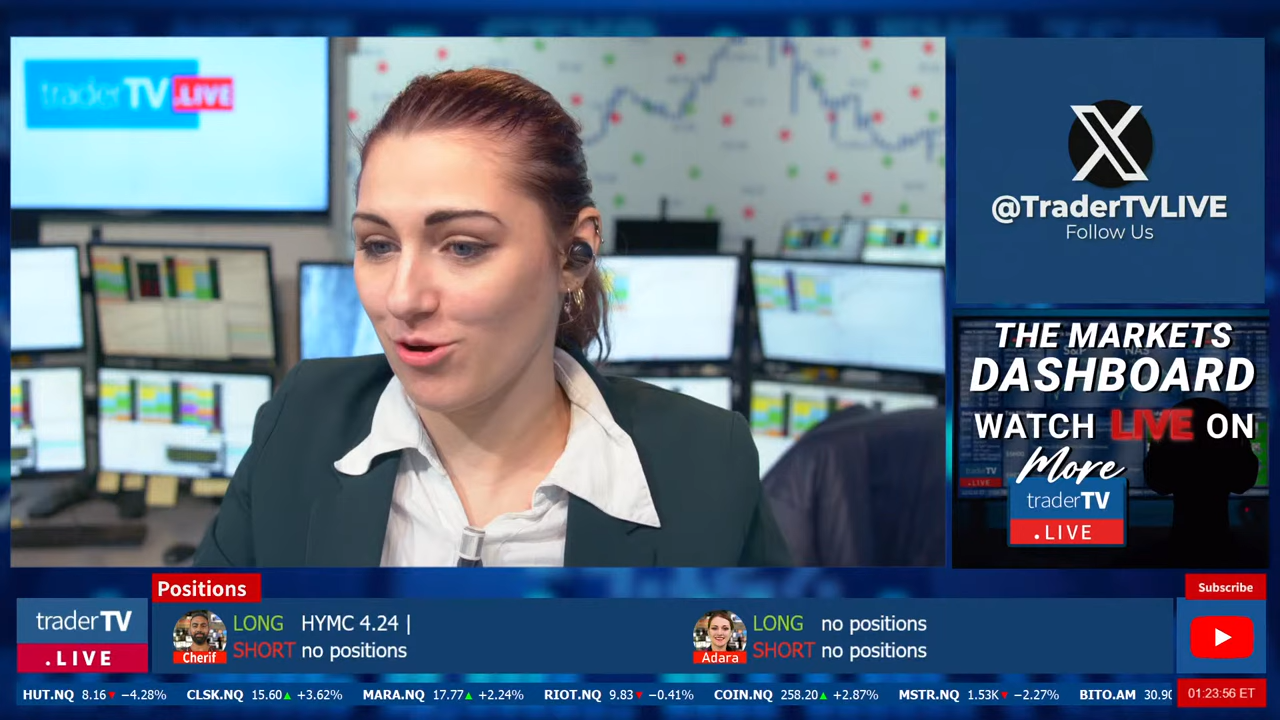 traderTV.LIVE
@TraderTVLIVE
Follow Us
THE MARKETS
DASHBOARD
WATCH LIVE ON
More
traderTV
.LIVE
Positions
Subscribe
traderTV
.LIVE
Cherif
LONG HYMC 4.24 |
SHORT no positions
Adara
LONG no positions
SHORT no positions
HUT.NQ 8.16▼ −4.28% CLSK.NQ 15.60▲ +3.62% MARA.NQ 17.77▲ +2.24% RIOT.NQ 9.83▼ −0.41% COIN.NQ 258.20▲ +2.87% MSTR.NQ 1.53K▼ −2.27% BITO.AM 30.90
01:23:56 ET